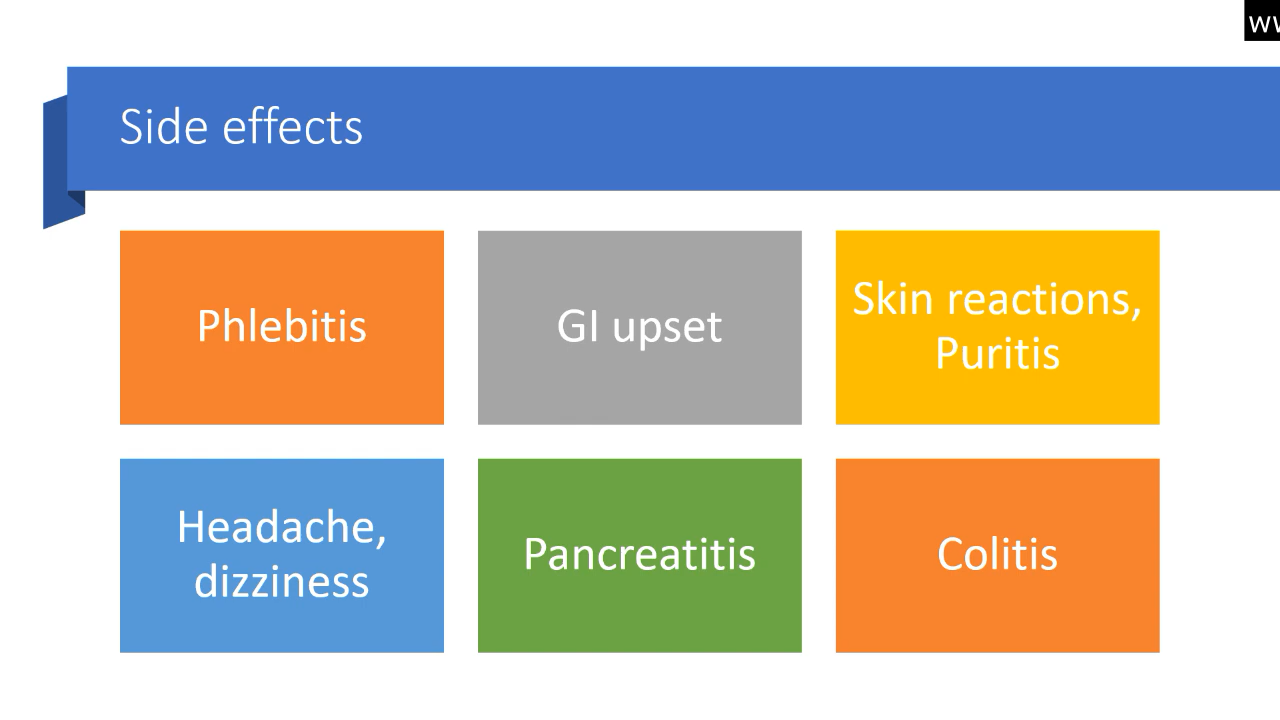 Side effects
Phlebitis
GI upset
Skin reactions,
Puritis
Headache,
dizziness
Pancreatitis
Colitis